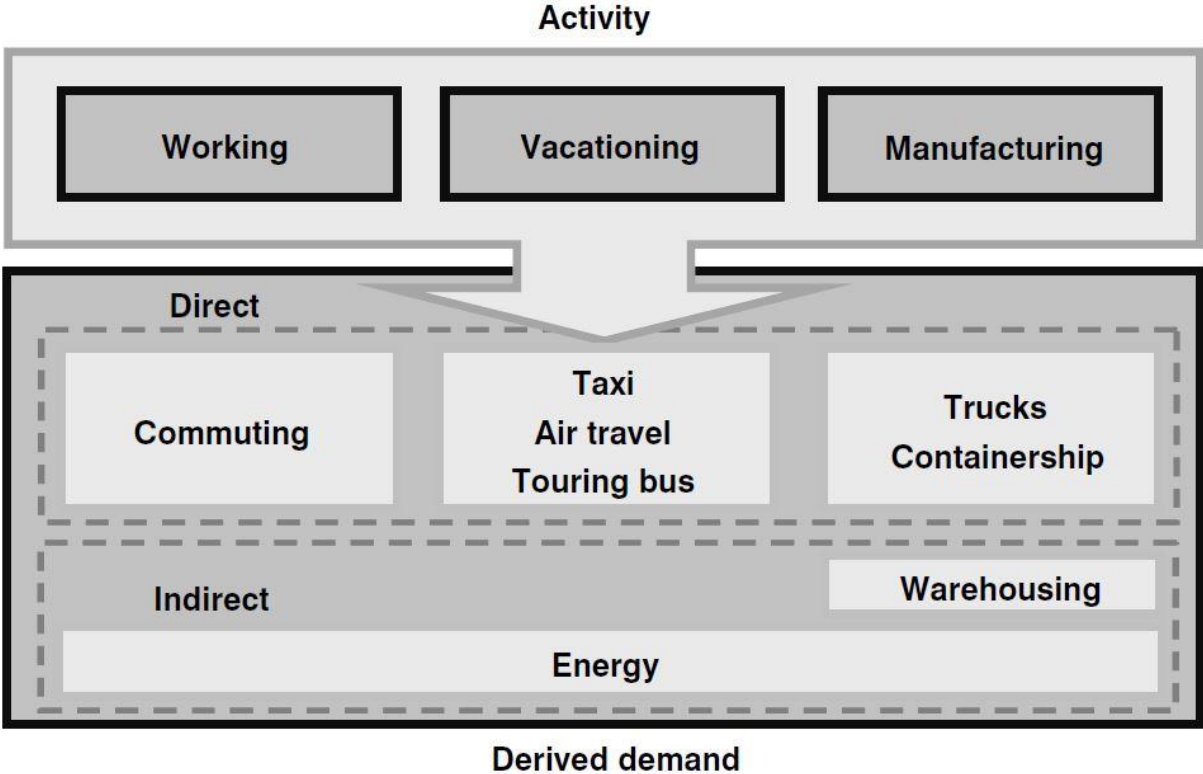 Activity
Working
Vacationing
Manufacturing
Direct
Commuting
Taxi
Air travel
Touring bus
Trucks
Containership
Indirect
Warehousing
Energy
Derived demand